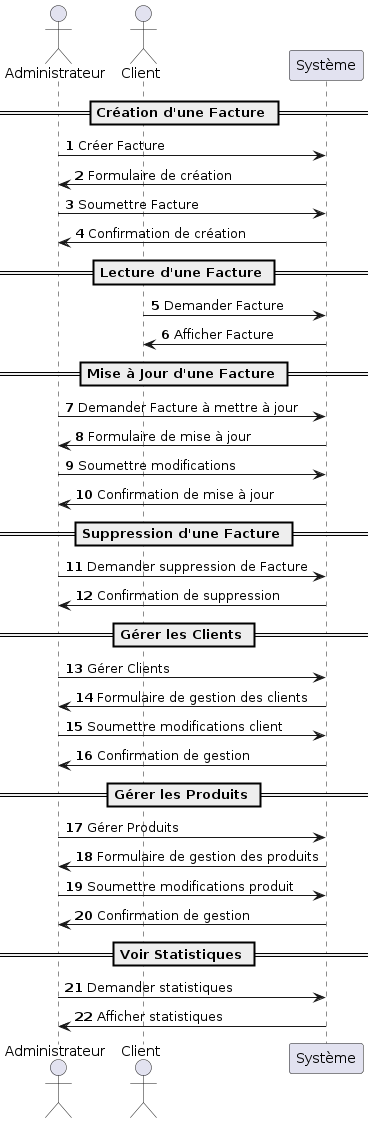 Administrateur Client Système
Création d'une Facture
1 Créer Facture
2 Formulaire de création
3 Soumettre Facture
4 Confirmation de création
Lecture d'une Facture
5 Demander Facture
6 Afficher Facture
Mise à Jour d'une Facture
7 Demander Facture à mettre à jour
8 Formulaire de mise à jour
9 Soumettre modifications
10 Confirmation de mise à jour
Suppression d'une Facture
11 Demander suppression de Facture
12 Confirmation de suppression
Gérer les Clients
13 Gérer Clients
14 Formulaire de gestion des clients
15 Soumettre modifications client
16 Confirmation de gestion
Gérer les Produits
17 Gérer Produits
18 Formulaire de gestion des produits
19 Soumettre modifications produit
20 Confirmation de gestion
Voir Statistiques
21 Demander statistiques
22 Afficher statistiques
Administrateur Client Système